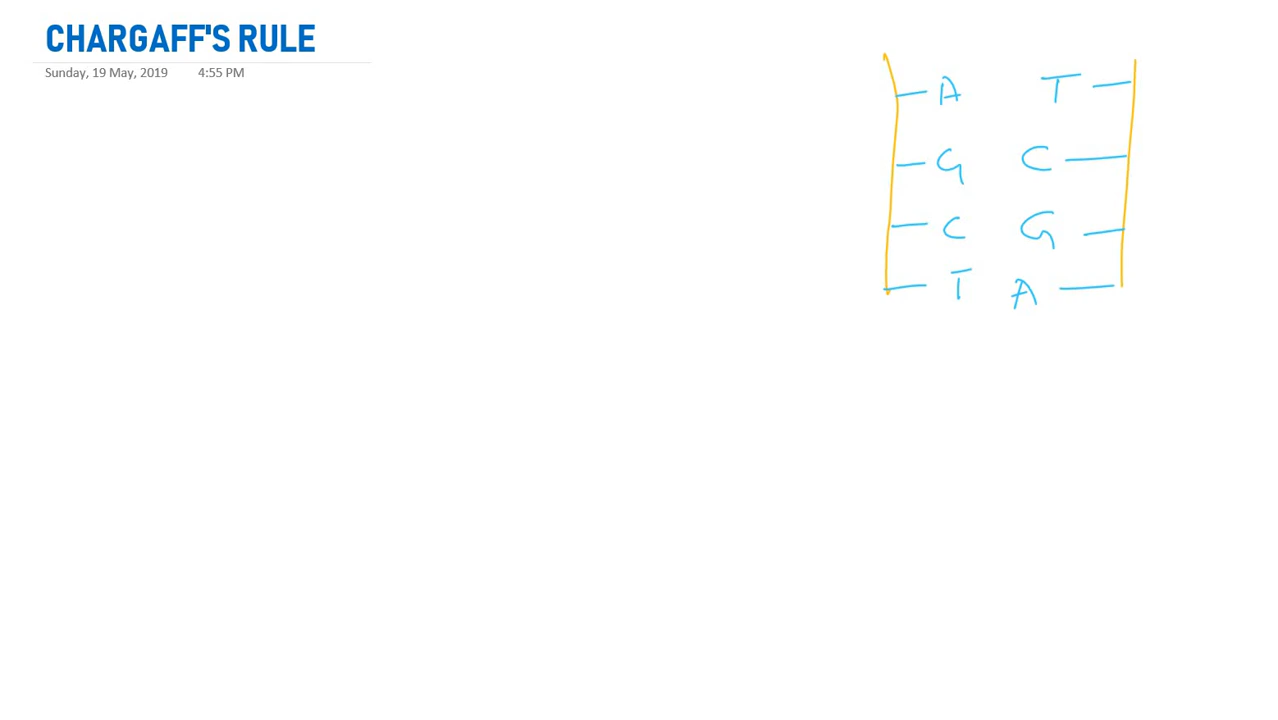 CHARGAFF'S RULE
Sunday, 19 May, 2019 4:55 PM
A T
G C
C G
T A